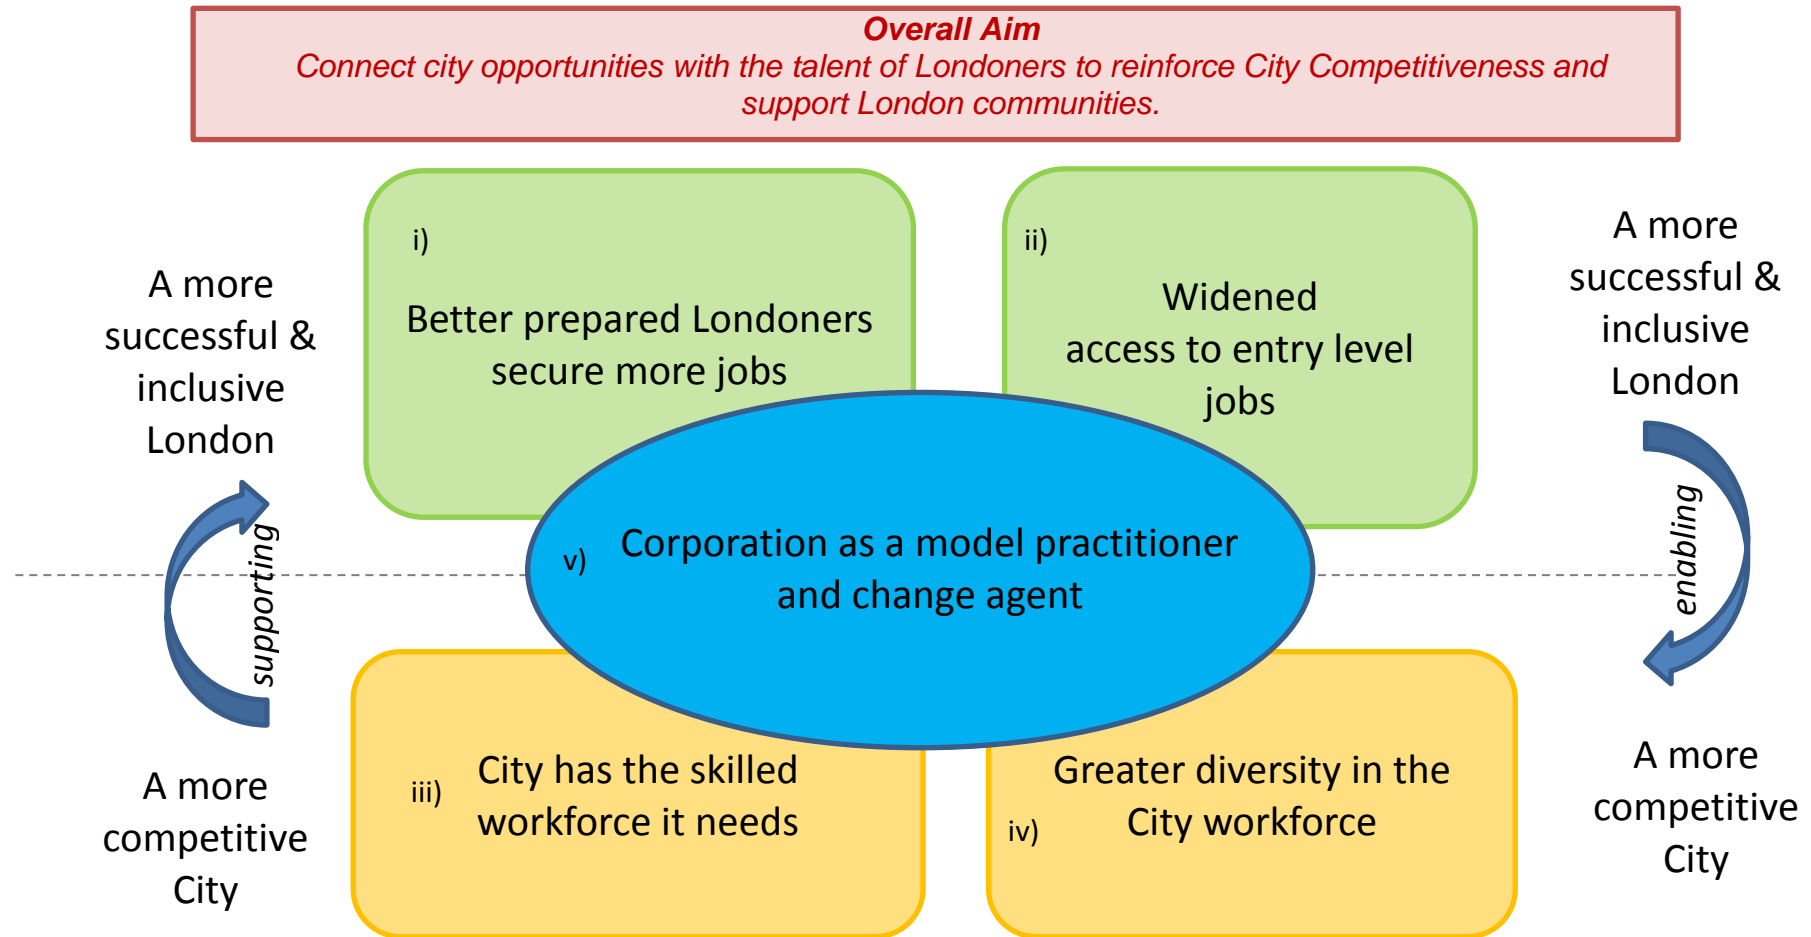 Overall Aim
Connect city opportunities with the talent of Londoners to reinforce City Competitiveness and
support London communities.
A more
successful &
inclusive
London
i)
Better prepared Londoners
secure more jobs
ii)
Widened
access to entry level
jobs
A more
successful &
inclusive
London
supporting
v)
Corporation as a model practitioner
and change agent
enabling
A more
competitive
City
iii)
City has the skilled
workforce it needs
Greater diversity in the
City workforce
iv)
A more
competitive
City